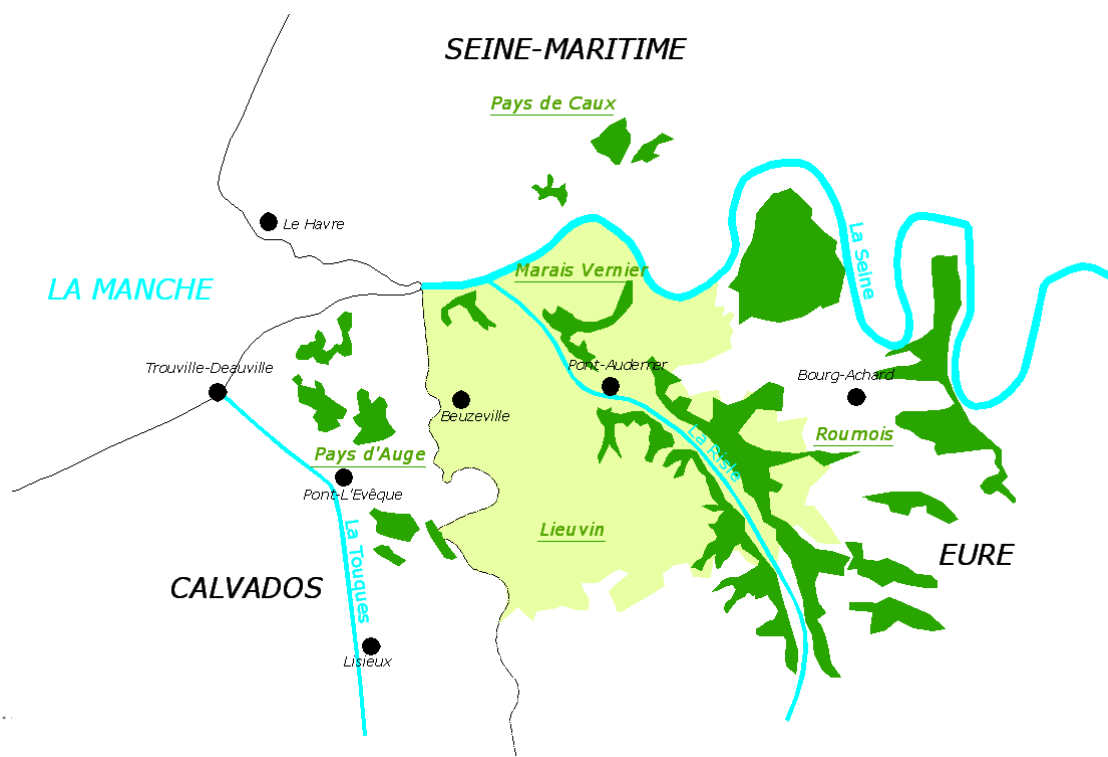 SEINE-MARITIME
Pays de Caux
Le Havre
La Seine
Marais Vernier
LA MANCHE
Trouville-Deauville
Pont-Audemer
Bourg-Achard
Beuzeville
Roumois
La Risle
Pays d'Auge
Pont-L'Evêque
Lieuvin
La Touques
EURE
CALVADOS
Lisieux